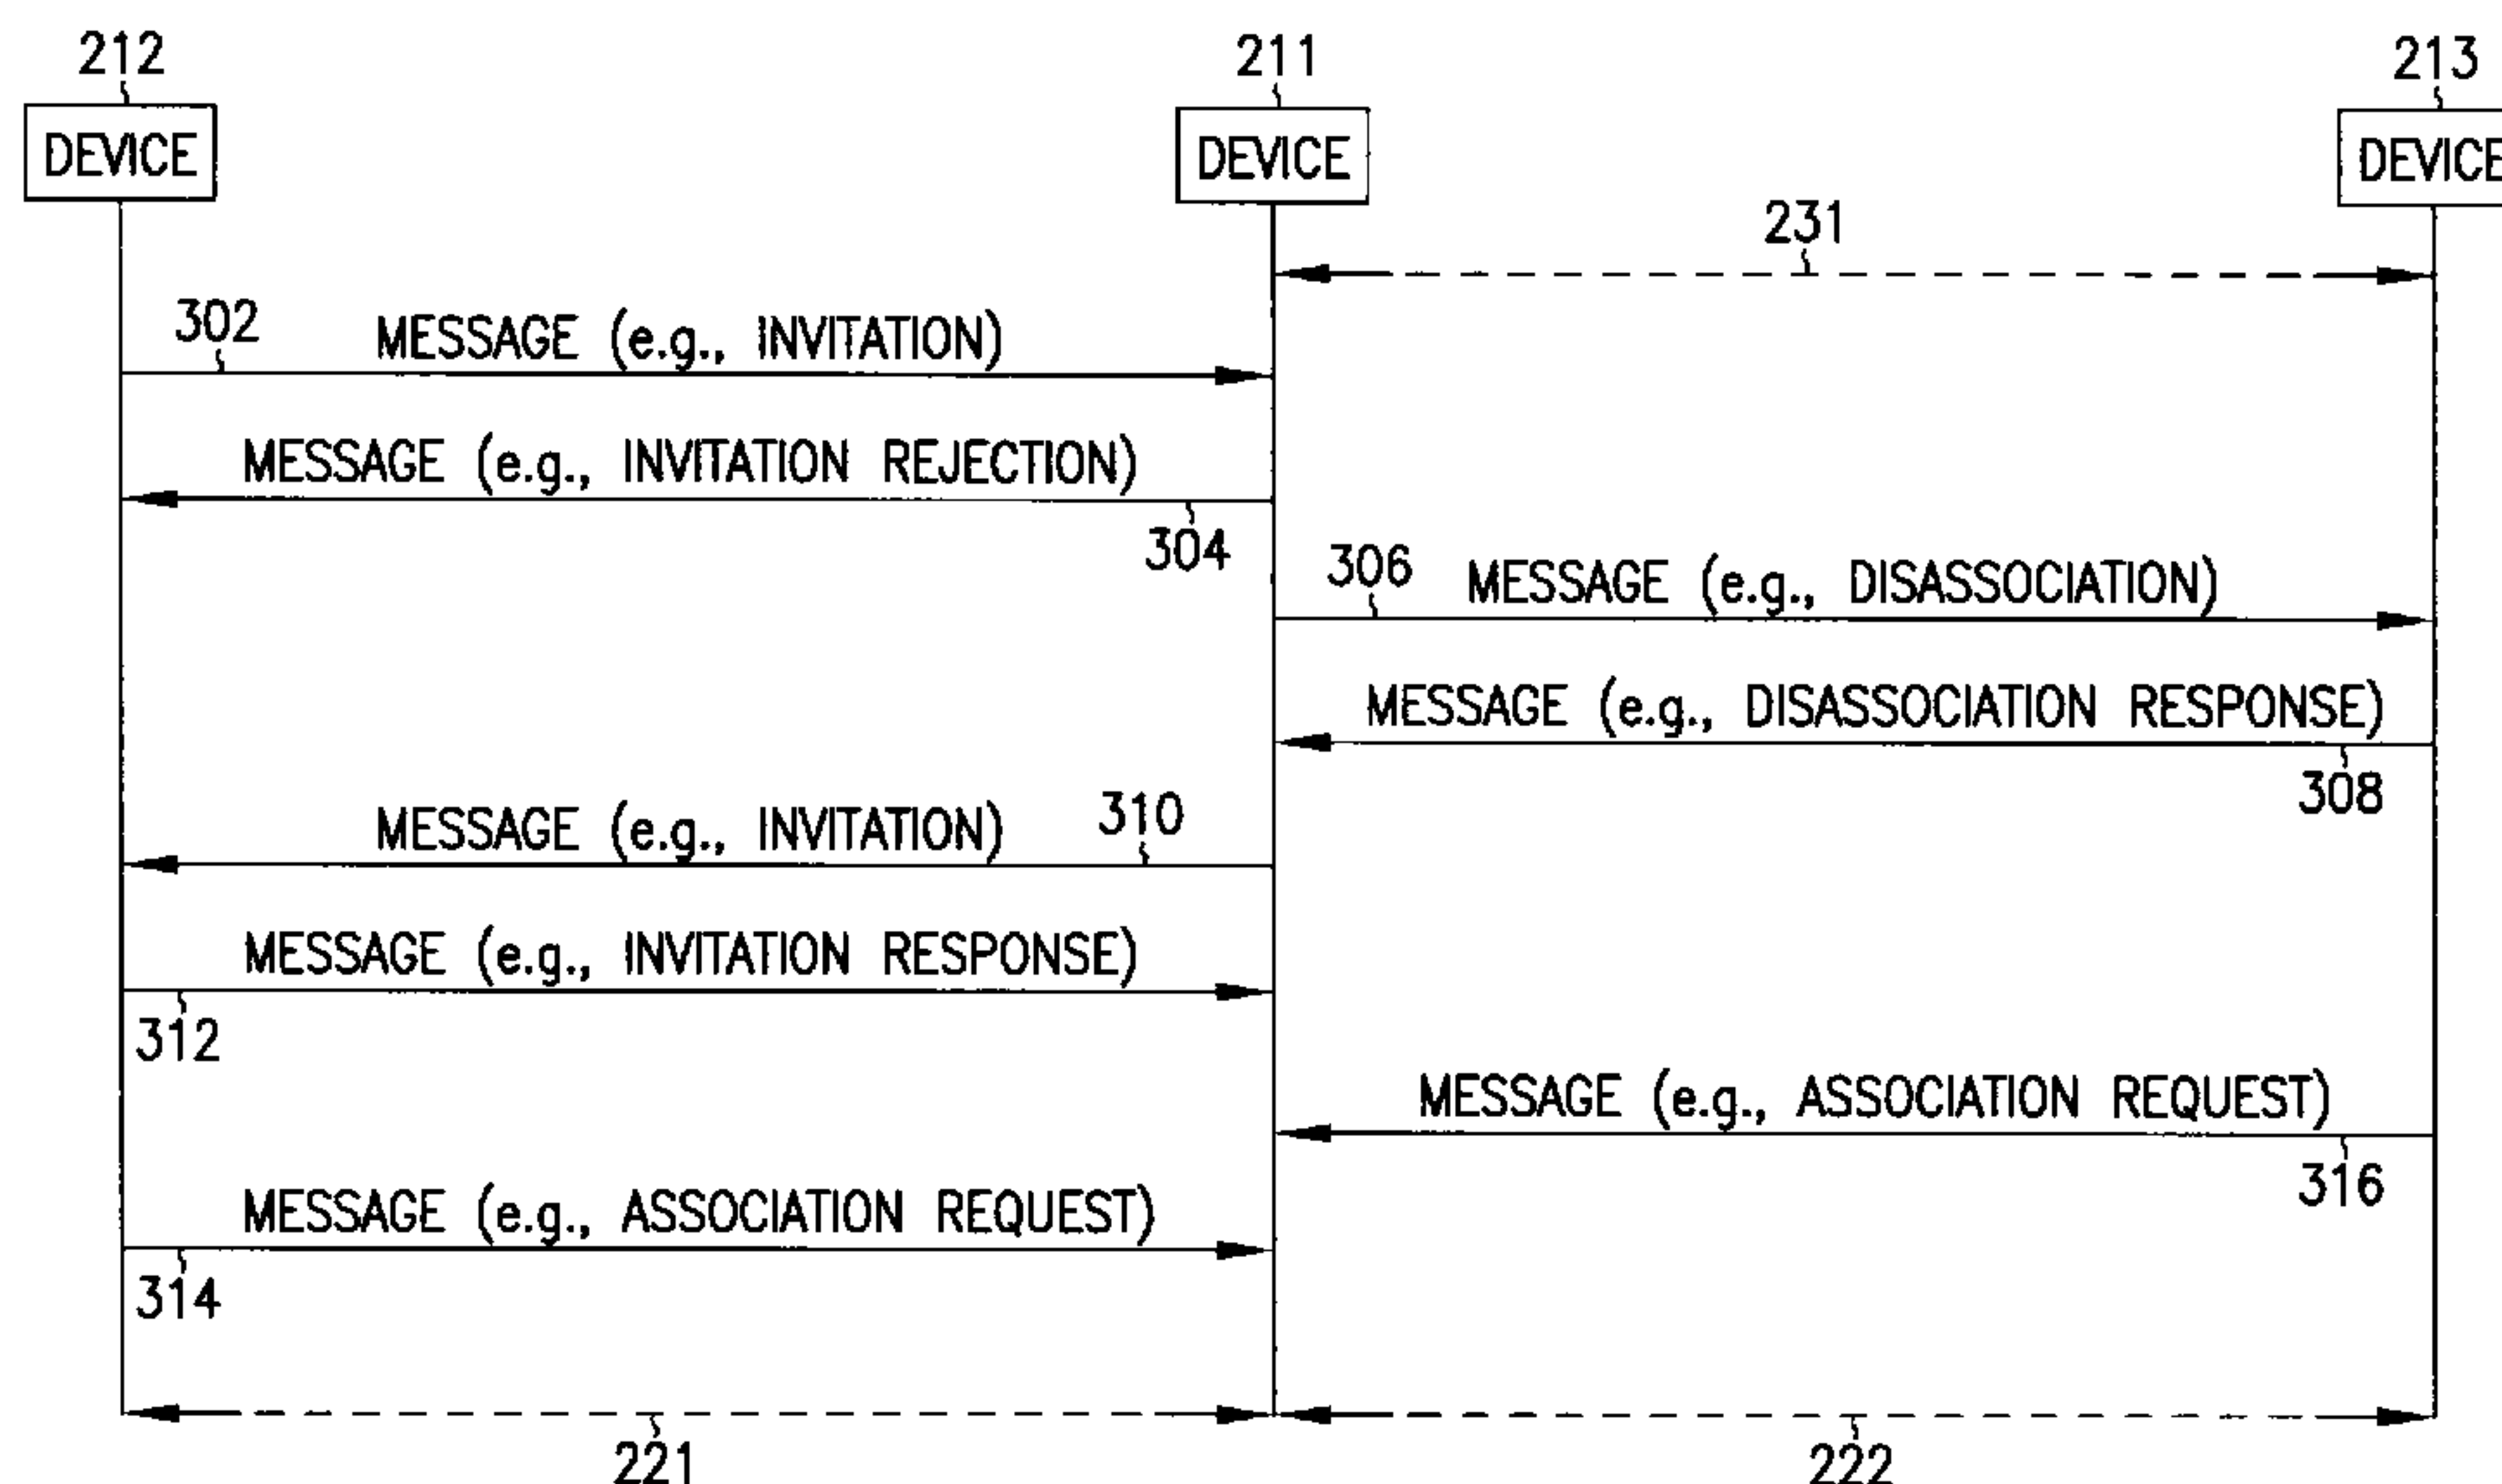 212
211
213
DEVICE
DEVICE
DEVICE
231
302
MESSAGE (e.g., INVITATION)
MESSAGE (e.g., INVITATION REJECTION)
304
306
MESSAGE (e.g., DISASSOCIATION)
MESSAGE (e.g., DISASSOCIATION RESPONSE)
308
MESSAGE (e.g., INVITATION)
310
MESSAGE (e.g., INVITATION RESPONSE)
312
MESSAGE (e.g., ASSOCIATION REQUEST)
316
MESSAGE (e.g., ASSOCIATION REQUEST)
314
221
222